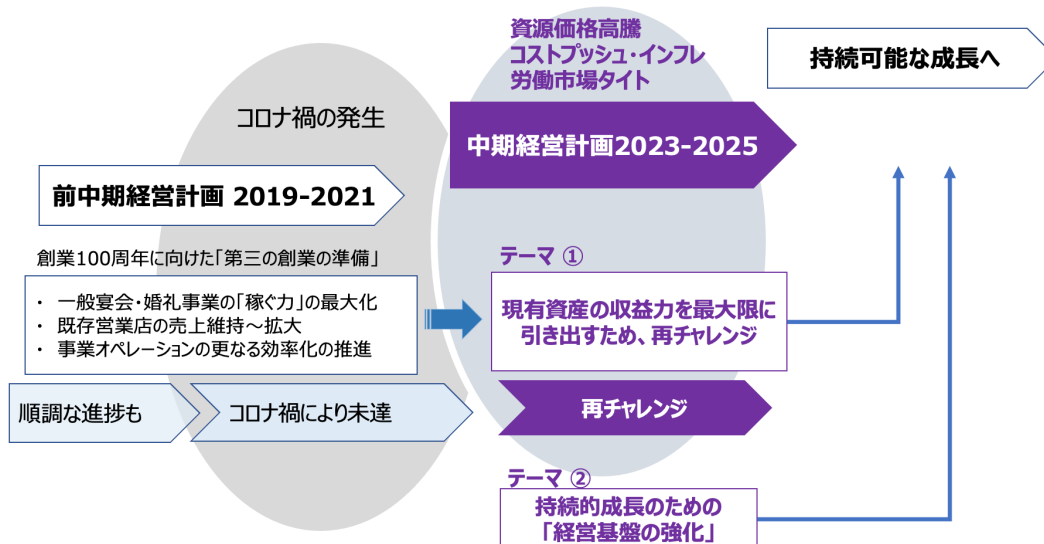 資源価格高騰
コストプッシュ・インフレ
労働市場タイト
持続可能な成長へ
コロナ禍の発生
中期経営計画2023-2025
前中期経営計画 2019-2021
創業100周年に向けた「第三の創業の準備」
・ 一般宴会・婚礼事業の「稼ぐ力」の最大化
・ 既存営業店の売上維持～拡大
・ 事業オペレーションの更なる効率化の推進
テーマ ①
現有資産の収益力を最大限に
引き出すため、再チャレンジ
順調な進捗も
コロナ禍により未達
再チャレンジ
テーマ ②
持続的成長のための
「経営基盤の強化」